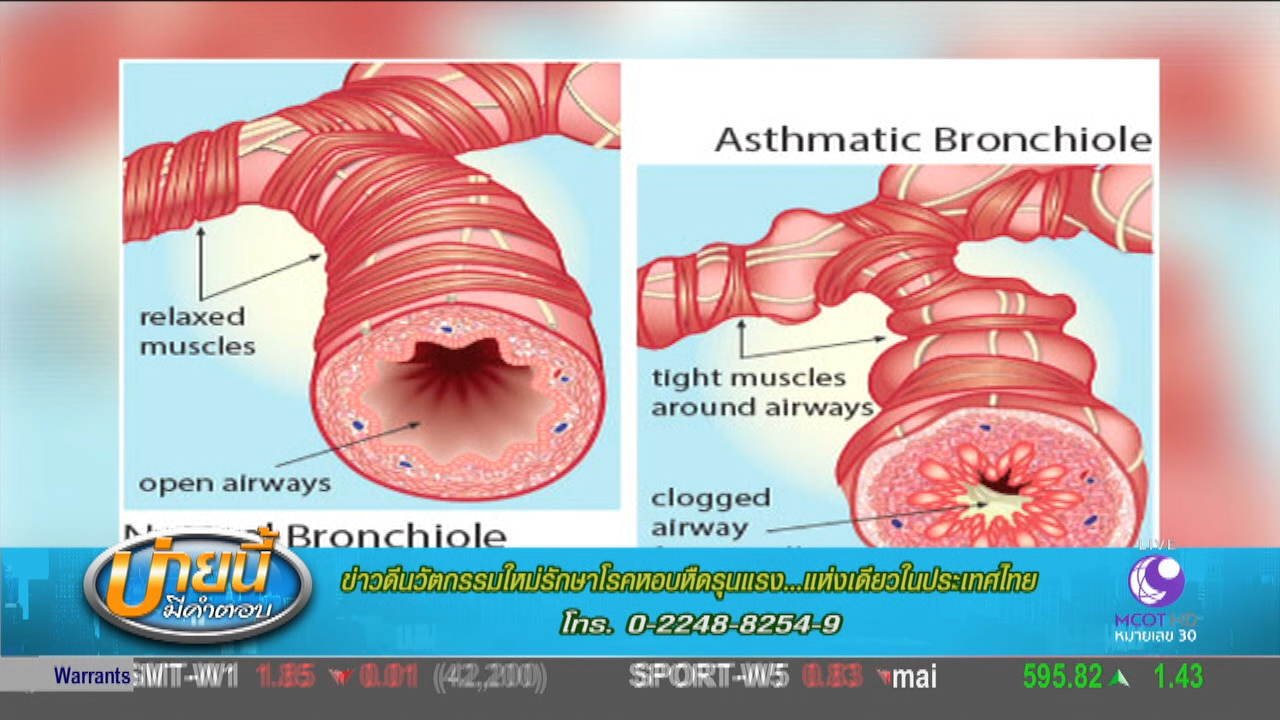 Asthmatic Bronchiole
relaxed
muscles
open airways
Bronchiole
tight muscles
around airways
clogged
airway
บ่ายนี้
มีคำตอบ
ข่าวดีนวัตกรรมใหม่รักษาโรคหอบหืดรุนแรง...แห่งเดียวในประเทศไทย
โทร. 0-2248-8254-9
LIVE
MCOT HD
หมายเลข 30
Warrants SMT-W1 1.85 0.01 (42,200) SPORT-W5 0.83 mai 595.82 1.43